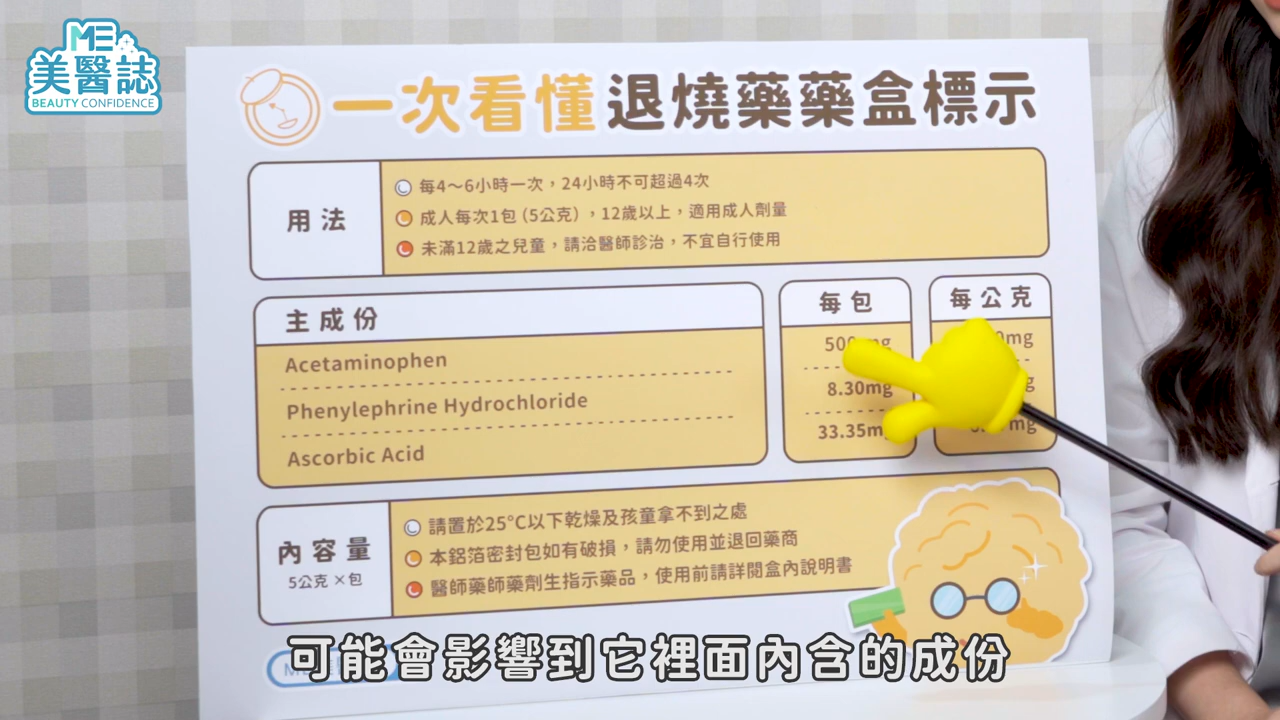 ME
美醫誌
BEAUTY CONFIDENCE
一次看懂退燒藥藥盒標示
用法
每4～6小時一次，24小時不可超過4次
成人每次1包（5公克），12歲以上，適用成人劑量
未滿12歲之兒童，請洽醫師診治，不宜自行使用
主成份
每包
每公克
Acetaminophen
Phenylephrine Hydrochloride
8.30mg
Ascorbic Acid
內容量
5公克×包
請置於25°C以下乾燥及孩童拿不到之處
本鋁箔密封包如有破損，請勿使用並退回藥商
醫師藥師藥劑生指示藥品，使用前請詳閱盒內說明書
可能會影響到它裡面內含的成份